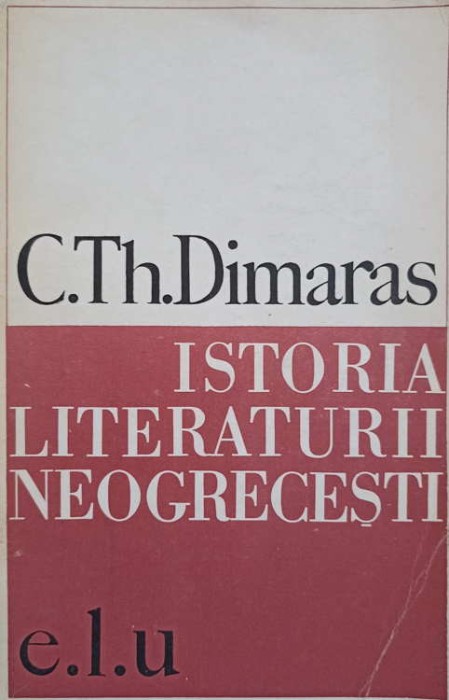 C.Th.Dimaras
ISTORIA
LITERATURII
NEOGRECEȘTI
e.l.u